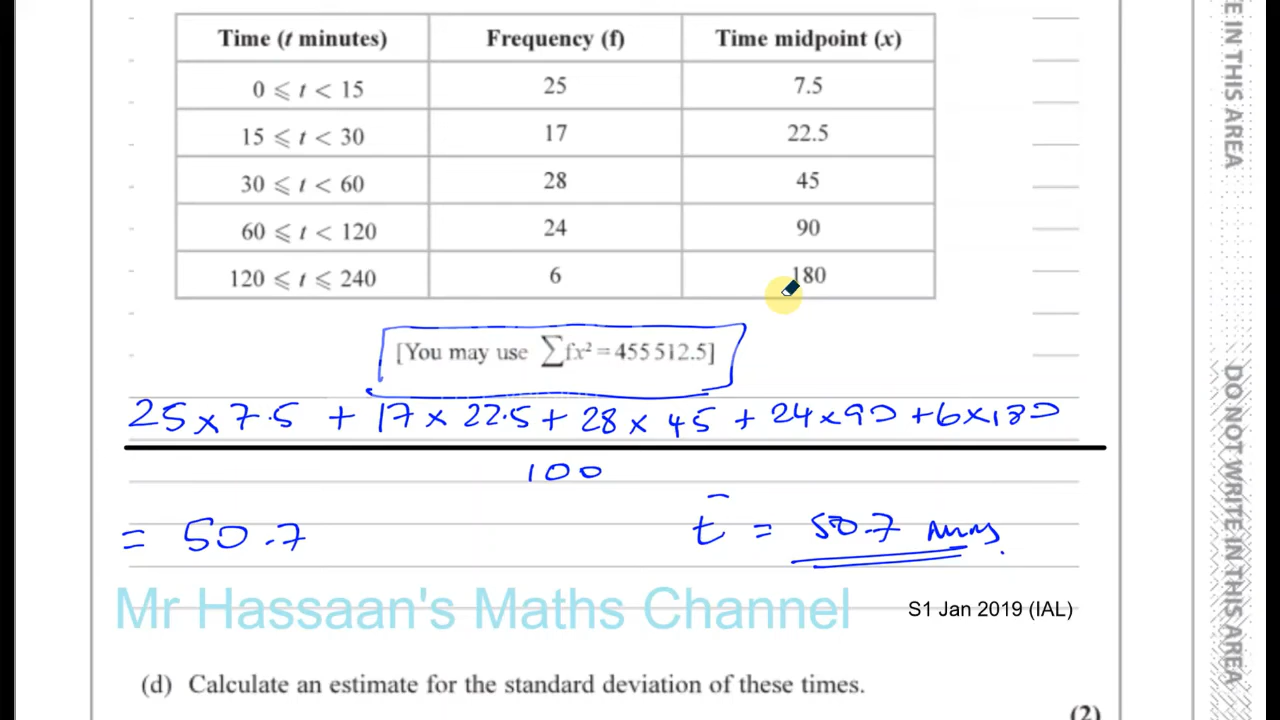 Time (t minutes) Frequency (f) Time midpoint (x)
0 ⩽ t < 15 25 7.5
15 ⩽ t < 30 17 22.5
30 ⩽ t < 60 28 45
60 ⩽ t < 120 24 90
120 ⩽ t ⩽ 240 6 180
[You may use ∑fx² = 455 512.5]
25 x 7.5 + 17 x 22.5 + 28 x 45 + 24 x 90 + 6 x 180
100
= 50.7 t̄ = 50.7 mins.
Mr Hassaan's Maths Channel S1 Jan 2019 (IAL)
(d) Calculate an estimate for the standard deviation of these times.
(2)
TE IN THIS AREA
DO NOT WRITE IN THIS AREA